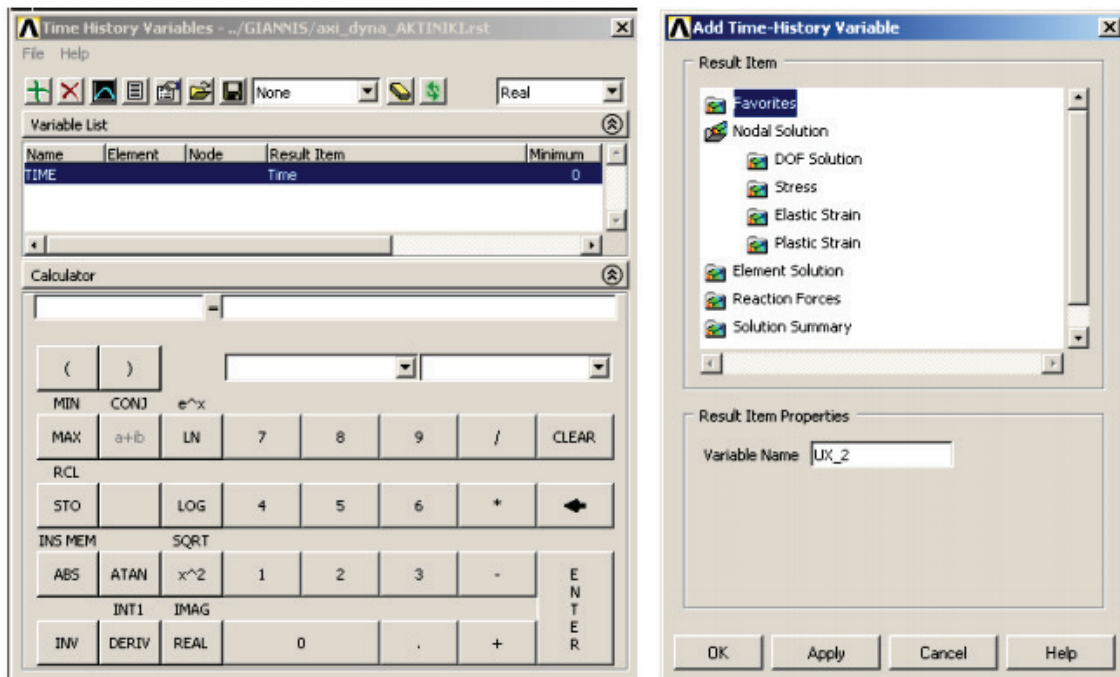 Time History Variables - ../GIANNIS/axi_dyna_AKTINIKI.rst
File Help
None Real
Variable List
Name Element Node Result Item Minimum
TIME Time 0
Calculator
=
( )
MIN CONJ e^x
MAX a+ib LN 7 8 9 / CLEAR
RCL
STO LOG 4 5 6 *
INS MEM SQRT
ABS ATAN x^2 1 2 3 - ENTER
INT1 IMAG
INV DERIV REAL 0 . +
Add Time-History Variable
Result Item
Favorites
Nodal Solution
DOF Solution
Stress
Elastic Strain
Plastic Strain
Element Solution
Reaction Forces
Solution Summary
Result Item Properties
Variable Name UX_2
OK Apply Cancel Help